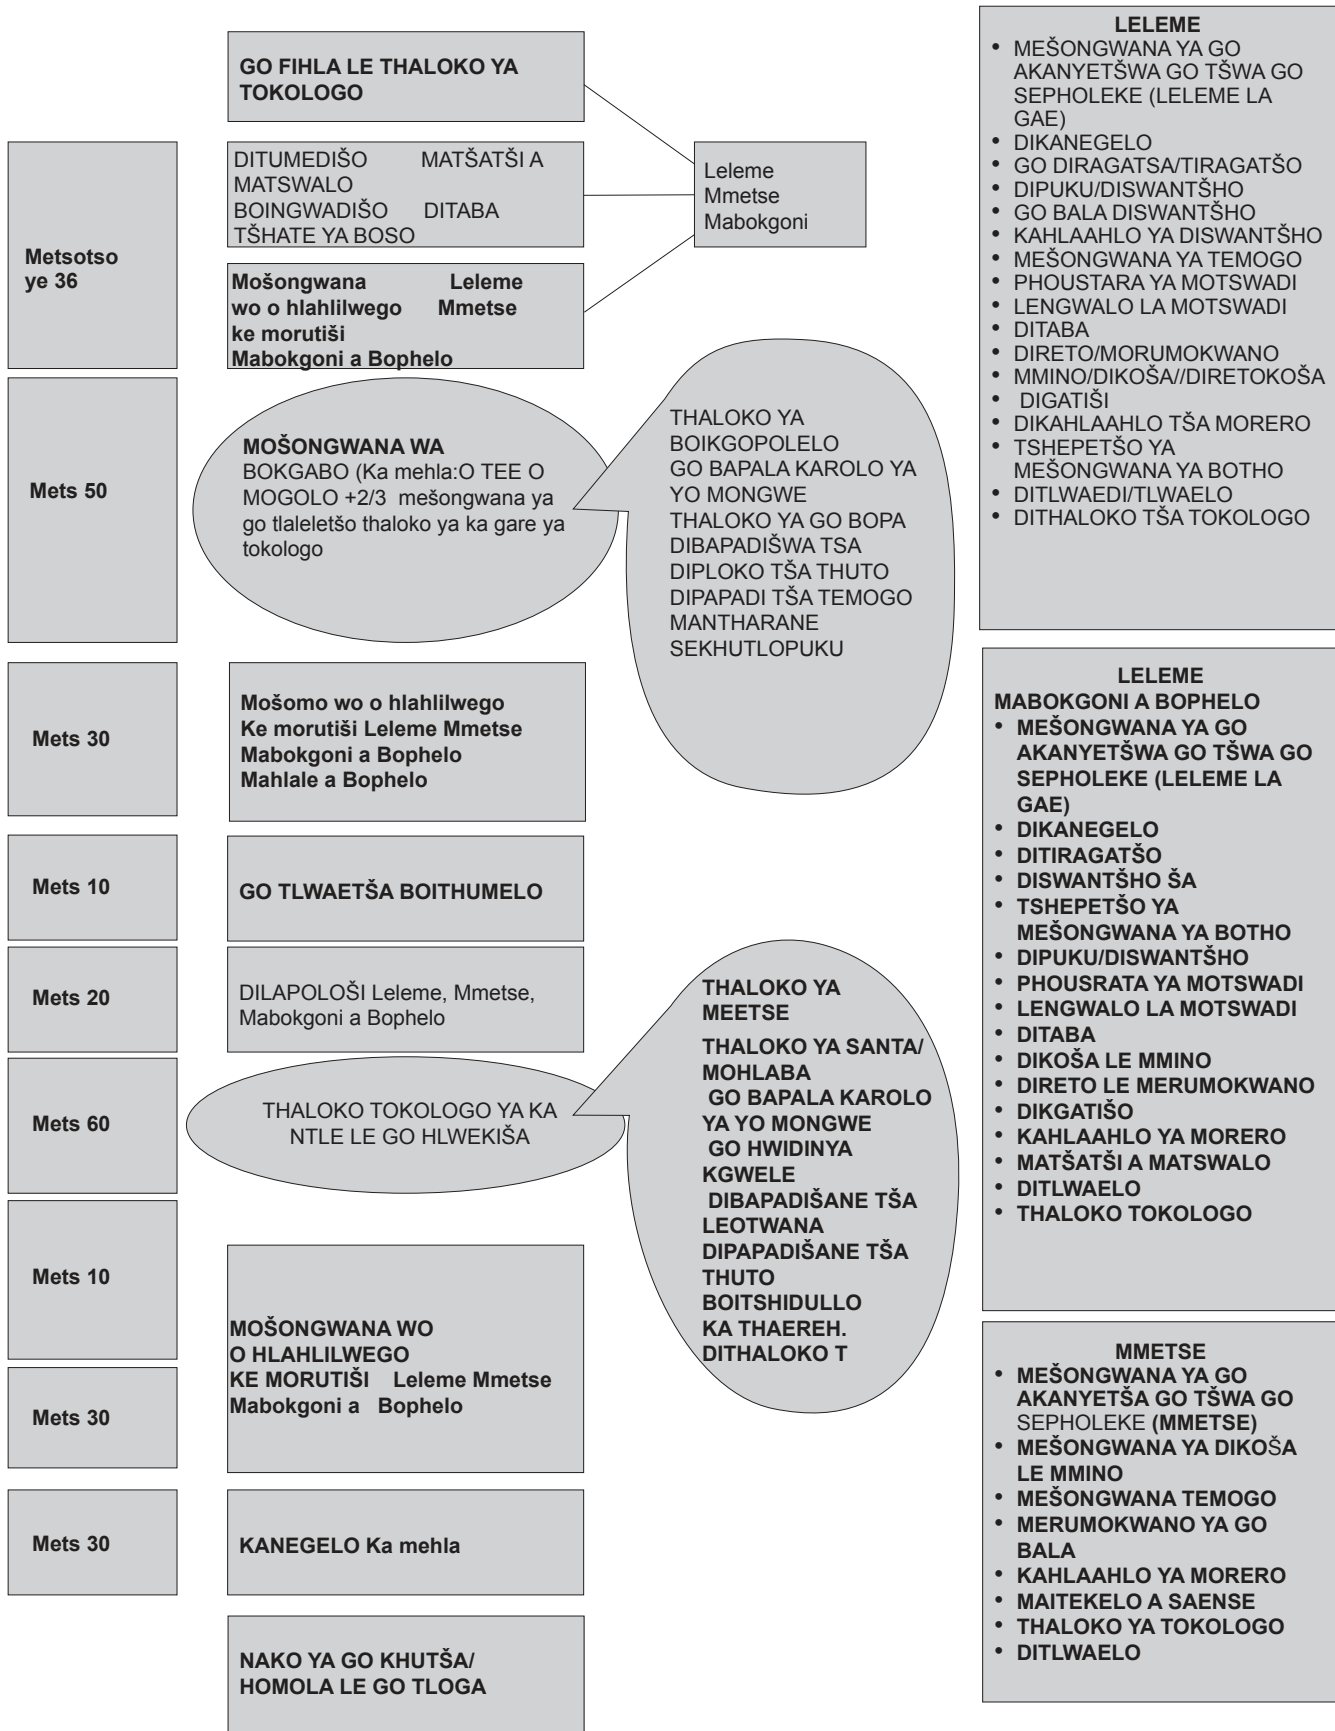 GO FIHLA LE THALOKO YA
TOKOLOGO
Metsotso
ye 36
DITUMEDIŠO MATŠATŠI A
MATSWALO
BOINGWADIŠO DITABA
TŠHATE YA BOSO
Leleme
Mmetse
Mabokgoni
Mošongwana Leleme
wo o hlahlilwego Mmetse
ke morutiši
Mabokgoni a Bophelo
Mets 50
MOŠONGWANA WA
BOKGABO (Ka mehla:O TEE O
MOGOLO +2/3 mešongwana ya
go tlaleletšo thaloko ya ka gare ya
tokologo
THALOKO YA
BOIKGOPOLELO
GO BAPALA KAROLO YA
YO MONGWE
THALOKO YA GO BOPA
DIBAPADIŠWA TSA
DIPLOKO TŠA THUTO
DIPAPADI TŠA TEMOGO
MANTHARANE
SEKHUTLOPUKU
Mets 30
Mošomo wo o hlahlilwego
Ke morutiši Leleme Mmetse
Mabokgoni a Bophelo
Mahlale a Bophelo
Mets 10
GO TLWAETŠA BOITHUMELO
Mets 20
DILAPOLOŠI Leleme, Mmetse,
Mabokgoni a Bophelo
Mets 60
THALOKO TOKOLOGO YA KA
NTLE LE GO HLWEKIŠA
THALOKO YA
MEETSE
THALOKO YA SANTA/
MOHLABA
GO BAPALA KAROLO
YA YO MONGWE
GO HWIDINYA
KGWELE
DIBAPADIŠANE TŠA
LEOTWANA
DIPAPADIŠANE TŠA
THUTO
BOITSHIDULLO
KA THAEREH.
DITHALOKO T
Mets 10
MOŠONGWANA WO
O HLAHLILWEGO
KE MORUTIŠI Leleme Mmetse
Mabokgoni a Bophelo
Mets 30
Mets 30
KANEGELO Ka mehla
NAKO YA GO KHUTŠA/
HOMOLA LE GO TLOGA
LELEME
• MEŠONGWANA YA GO
AKANYETŠWA GO TŠWA GO
SEPHOLEKE (LELEME LA
GAE)
• DIKANEGELO
• GO DIRAGATSA/TIRAGATŠO
• DIPUKU/DISWANTŠHO
• GO BALA DISWANTŠHO
• KAHLAAHLO YA DISWANTŠHO
• MEŠONGWANA YA TEMOGO
• PHOUSTARA YA MOTSWADI
• LENGWALO LA MOTSWADI
• DITABA
• DIRETO/MORUMOKWANO
• MMINO/DIKOŠA//DIRETOKOŠA
• DIGATIŠI
• DIKAHLAAHLO TŠA MORERO
• TSHEPETŠO YA
MEŠONGWANA YA BOTHO
• DITLWAEDI/TLWAELO
• DITHALOKO TŠA TOKOLOGO
LELEME
MABOKGONI A BOPHELO
• MEŠONGWANA YA GO
AKANYETŠWA GO TŠWA GO
SEPHOLEKE (LELEME LA
GAE)
• DIKANEGELO
• DITIRAGATŠO
• DISWANTŠHO ŠA
• TSHEPETŠO YA
MEŠONGWANA YA BOTHO
• DIPUKU/DISWANTŠHO
• PHOUSRATA YA MOTSWADI
• LENGWALO LA MOTSWADI
• DITABA
• DIKOŠA LE MMINO
• DIRETO LE MERUMOKWANO
• DIKGATIŠO
• KAHLAAHLO YA MORERO
• MATŠATŠI A MATSWALO
• DITLWAELO
• THALOKO TOKOLOGO
MMETSE
• MEŠONGWANA YA GO
AKANYETŠA GO TŠWA GO
SEPHOLEKE (MMETSE)
• MEŠONGWANA YA DIKOŠA
LE MMINO
• MEŠONGWANA TEMOGO
• MERUMOKWANO YA GO
BALA
• KAHLAAHLO YA MORERO
• MAITEKELO A SAENSE
• THALOKO YA TOKOLOGO
• DITLWAELO